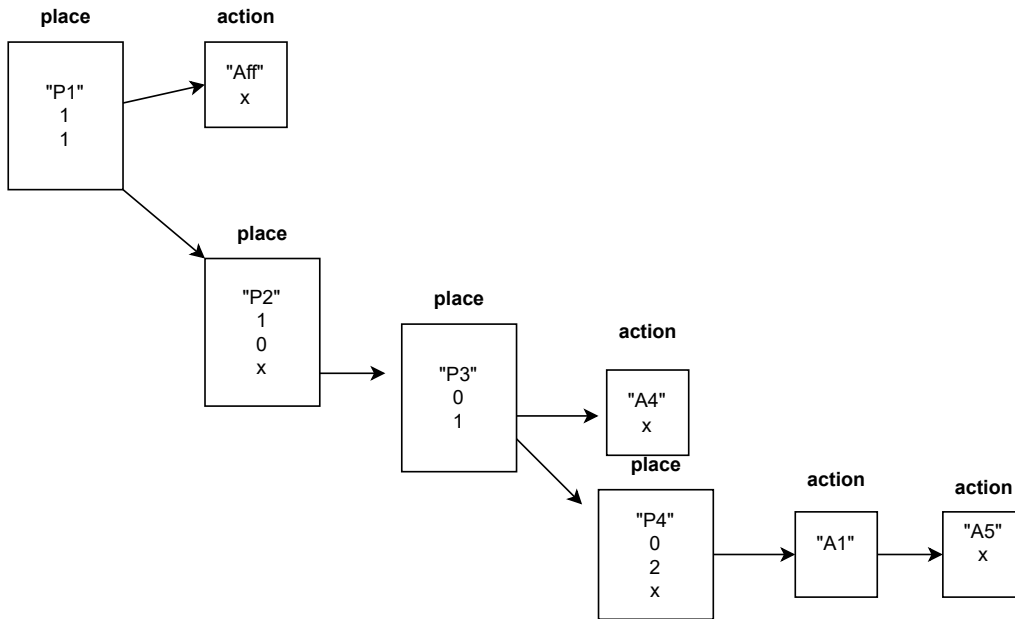 place
action
"P1"
1
1
"Aff"
x
place
"P2"
1
0
x
place
"P3"
0
1
action
"A4"
x
place
"P4"
0
2
x
action
"A1"
action
"A5"
x